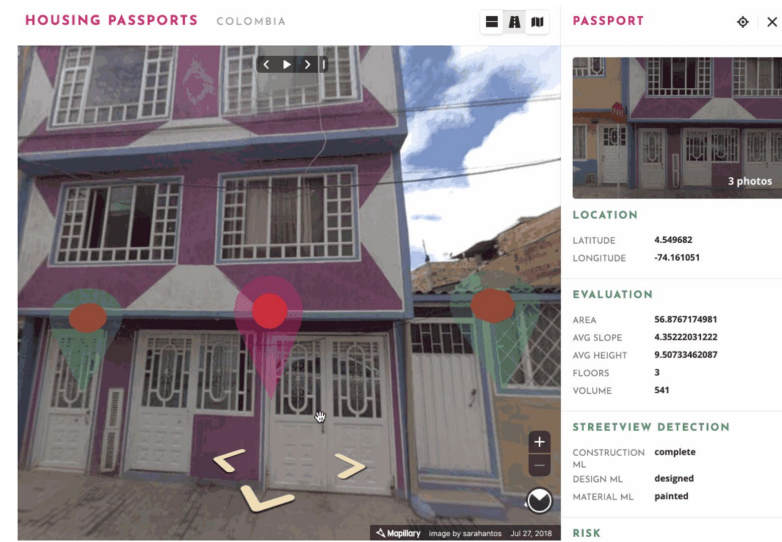 HOUSING PASSPORTS COLOMBIA
PASSPORT
3 photos
LOCATION
LATITUDE 4.549682
LONGITUDE -74.161051
EVALUATION
AREA 56.8767174981
AVG SLOPE 4.35222031222
AVG HEIGHT 9.50733462087
FLOORS 3
VOLUME 541
STREETVIEW DETECTION
CONSTRUCTION ML complete
DESIGN ML designed
MATERIAL ML painted
RISK
Mapillary image by sarahantos Jul 27, 2018